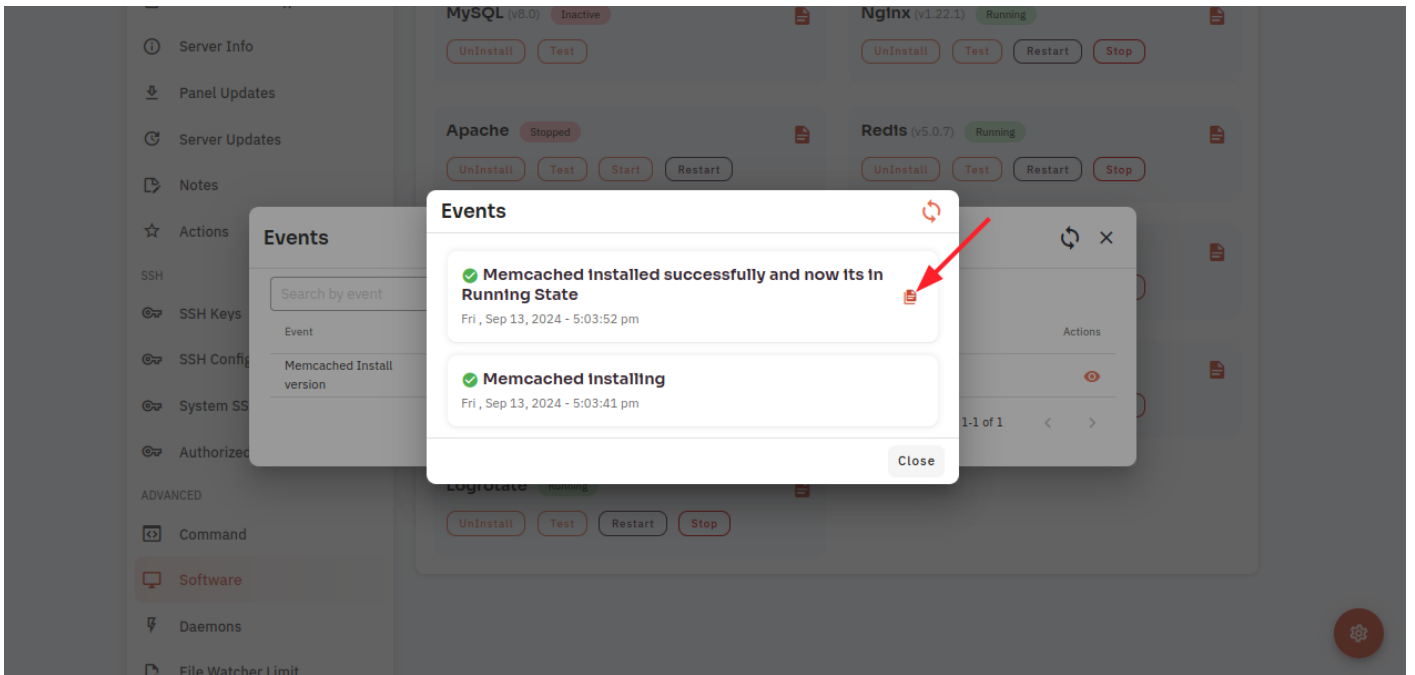 MySQL (v8.0) Inactive
Nginx (v1.22.1) Running
Server Info
UnInstall Test
UnInstall Test Restart Stop
Panel Updates
Server Updates
Apache Stopped
Redis (v5.0.7) Running
UnInstall Test Start Restart
UnInstall Test Restart Stop
Notes
Actions
Events
Search by event
Event
Actions
Memcached Install
version
1-1 of 1
Events
Memcached installed successfully and now its in
Running State
Fri , Sep 13, 2024 - 5:03:52 pm
Memcached installing
Fri , Sep 13, 2024 - 5:03:41 pm
Close
SSH
SSH Keys
SSH Config
System SS
Authorized
ADVANCED
Logrotate Running
UnInstall Test Restart Stop
Command
Software
Daemons
File Watcher Limit